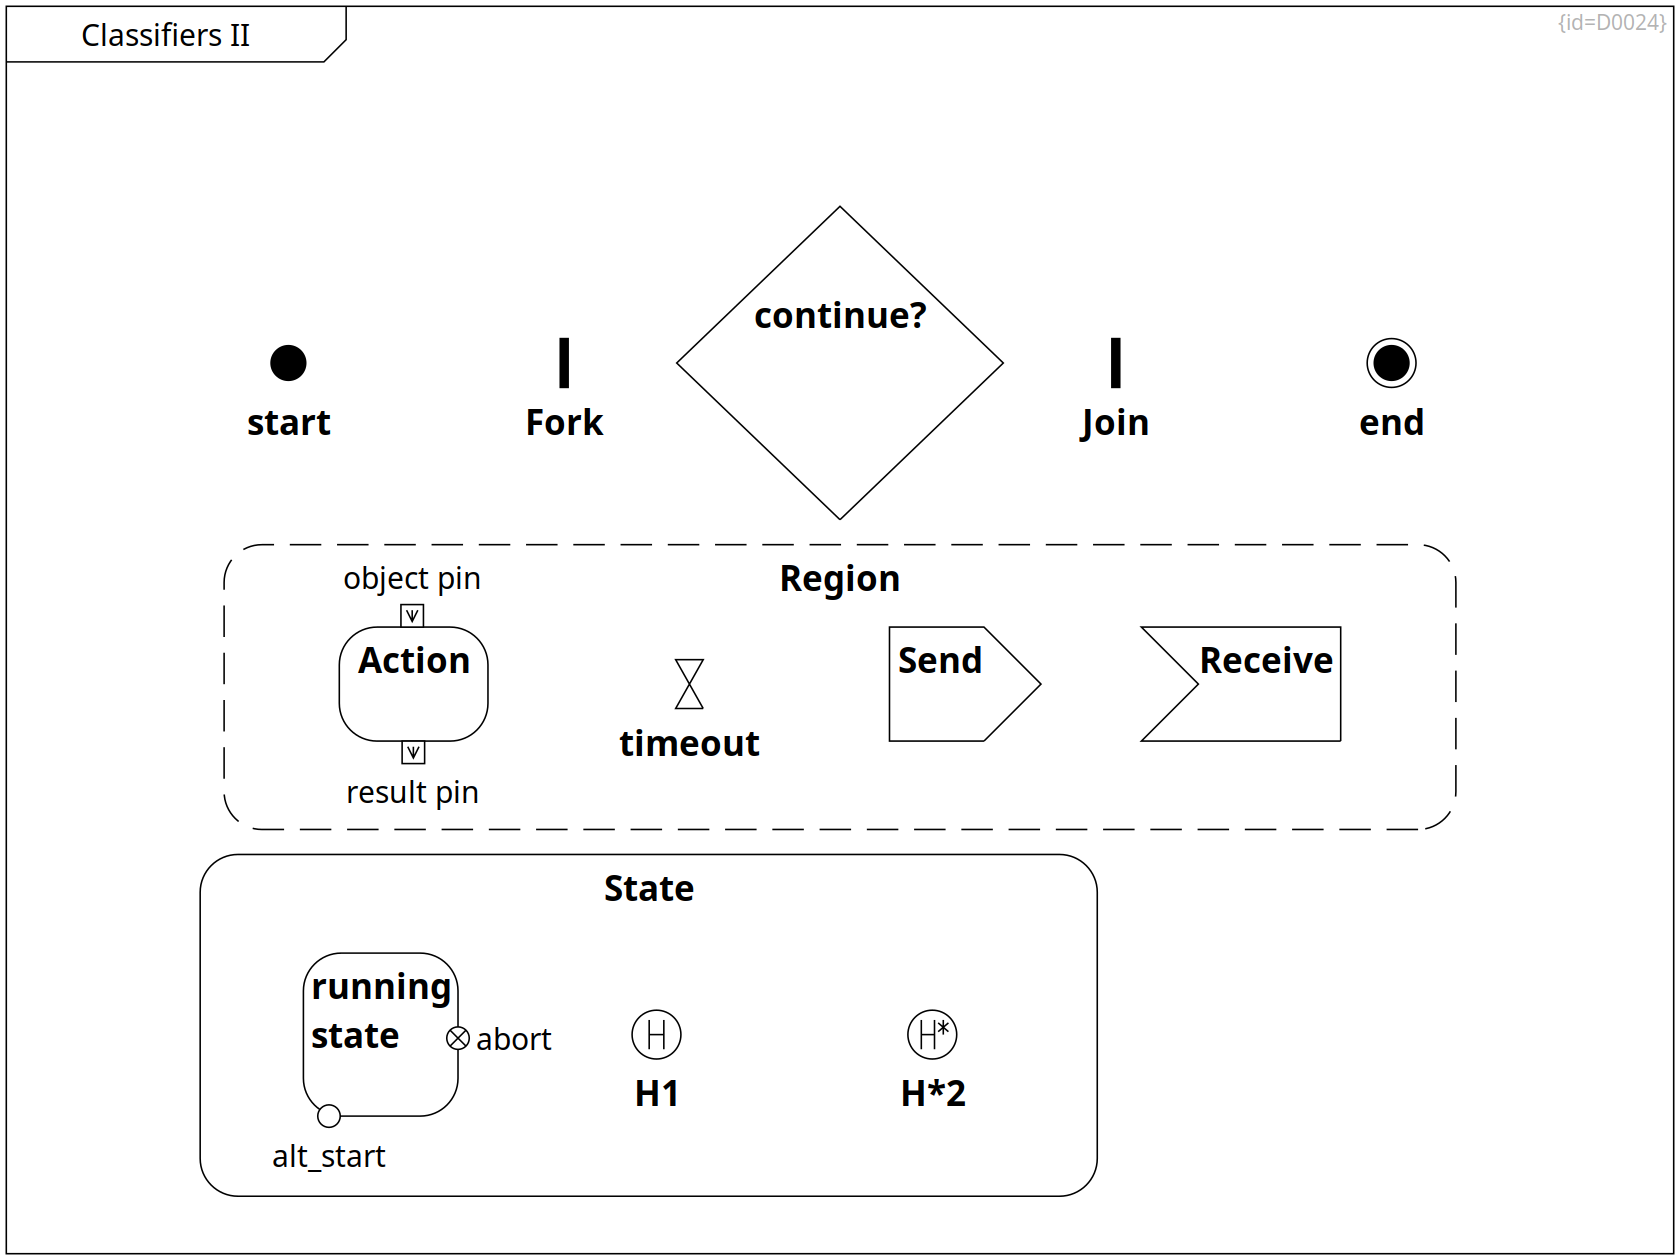 Classifiers II
{id=D0024}
continue?
start
Fork
Join
end
Region
object pin
Action
result pin
timeout
Send
Receive
State
running
state
abort
alt_start
H
H1
H*
H*2